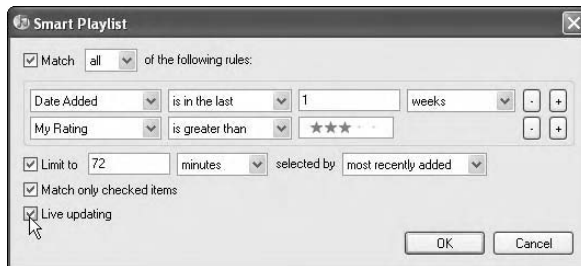 Smart Playlist
Match all of the following rules:
Date Added is in the last 1 weeks - +
My Rating is greater than ★★★ · · - +
Limit to 72 minutes selected by most recently added
Match only checked items
Live updating
OK Cancel